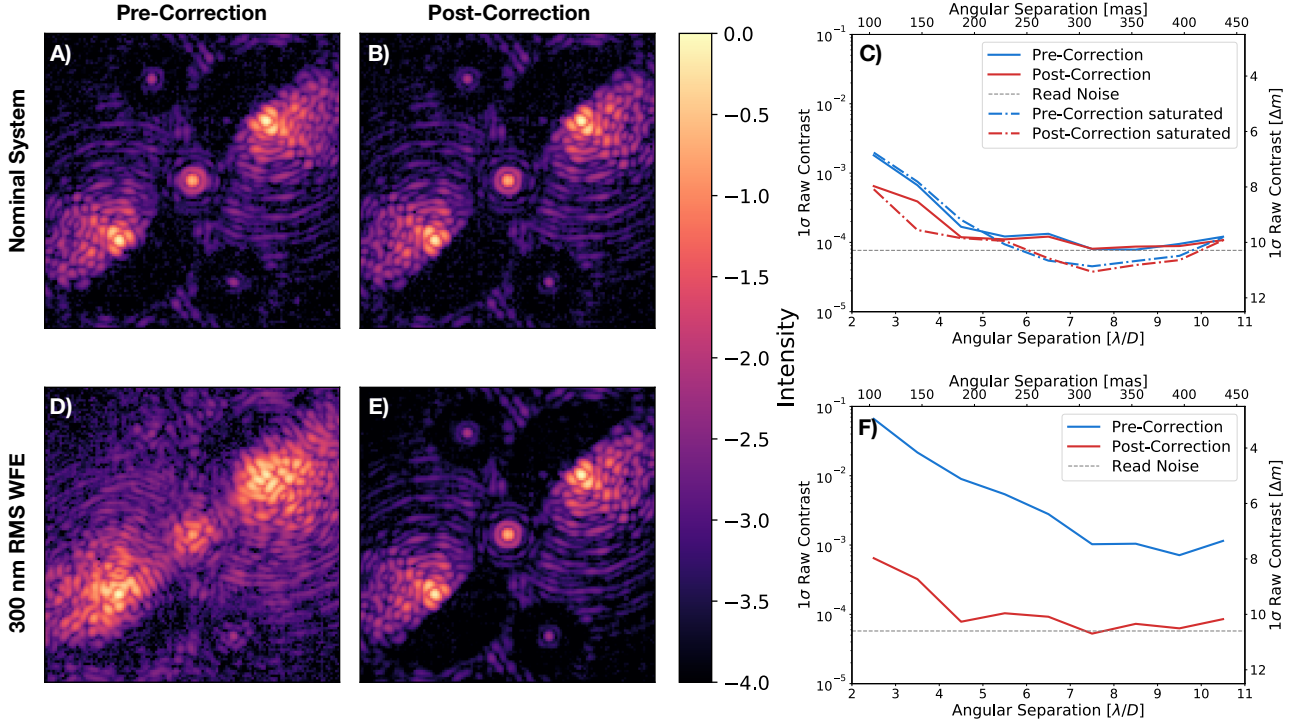 Pre-Correction
Post-Correction
Nominal System
300 nm RMS WFE
A)
B)
D)
E)
0.0
−0.5
−1.0
−1.5
−2.0
−2.5
−3.0
−3.5
−4.0
Intensity
Angular Separation [mas]
100 150 200 250 300 350 400 450
C)
Pre-Correction
Post-Correction
Read Noise
Pre-Correction saturated
Post-Correction saturated
10⁻¹
10⁻²
10⁻³
10⁻⁴
10⁻⁵
1σ Raw Contrast
4
6
8
10
12
1σ Raw Contrast [Δm]
2 3 4 5 6 7 8 9 10 11
Angular Separation [λ/D]
Angular Separation [mas]
100 150 200 250 300 350 400 450
F)
Pre-Correction
Post-Correction
Read Noise
10⁻¹
10⁻²
10⁻³
10⁻⁴
10⁻⁵
1σ Raw Contrast
4
6
8
10
12
1σ Raw Contrast [Δm]
2 3 4 5 6 7 8 9 10 11
Angular Separation [λ/D]